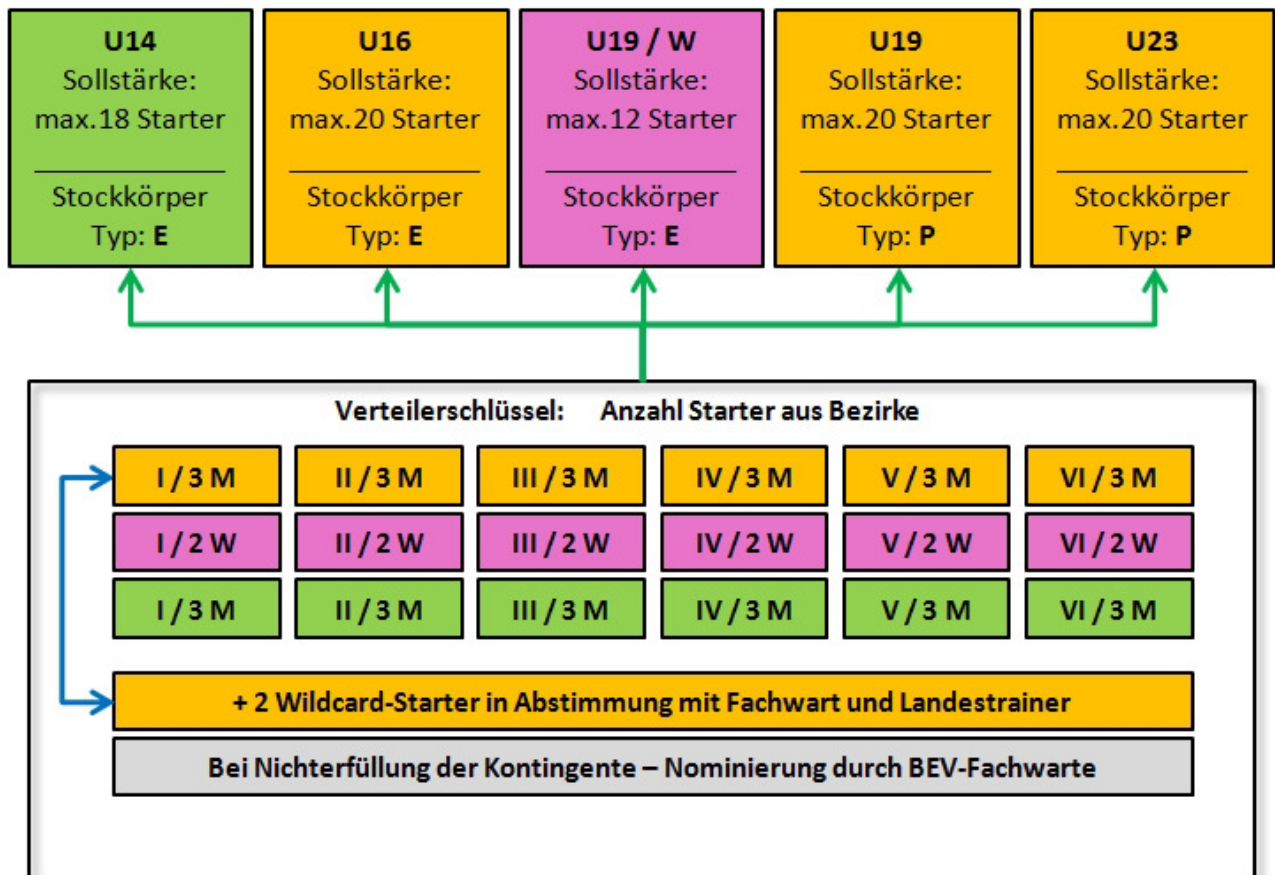 U14
Sollstärke:
max.18 Starter
Stockkörper
Typ: E
U16
Sollstärke:
max.20 Starter
Stockkörper
Typ: E
U19 / W
Sollstärke:
max.12 Starter
Stockkörper
Typ: E
U19
Sollstärke:
max.20 Starter
Stockkörper
Typ: P
U23
Sollstärke:
max.20 Starter
Stockkörper
Typ: P
Verteilerschlüssel: Anzahl Starter aus Bezirke
I / 3 M II / 3 M III / 3 M IV / 3 M V / 3 M VI / 3 M
I / 2 W II / 2 W III / 2 W IV / 2 W V / 2 W VI / 2 W
I / 3 M II / 3 M III / 3 M IV / 3 M V / 3 M VI / 3 M
+ 2 Wildcard-Starter in Abstimmung mit Fachwart und Landestrainer
Bei Nichterfüllung der Kontingente – Nominierung durch BEV-Fachwarte